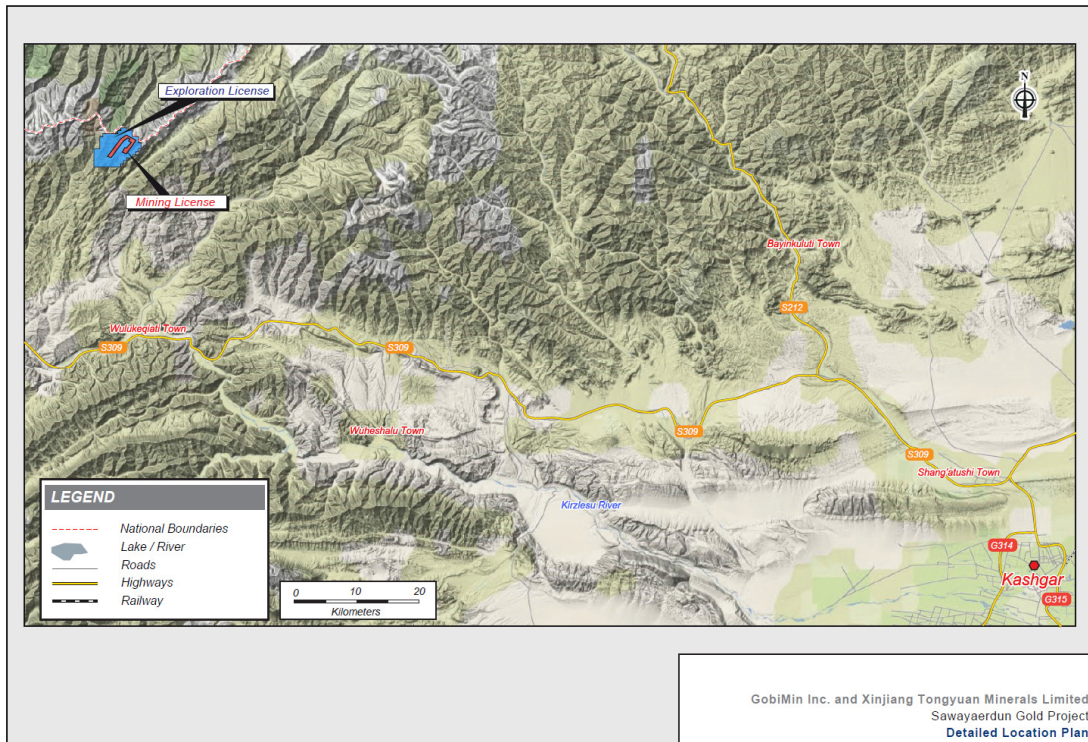 Exploration License
N
Mining License
Bayinkuluti Town
S212
Wulukeqiati Town
S309
S309
Wuheshalu Town
S309
S309
Shang'atushi Town
Kirzlesu River
LEGEND
National Boundaries
Lake / River
Roads
Highways
Railway
0 10 20
Kilometers
G314
Kashgar
G315
GobiMin Inc. and Xinjiang Tongyuan Minerals Limited
Sawayaerdun Gold Project
Detailed Location Plan